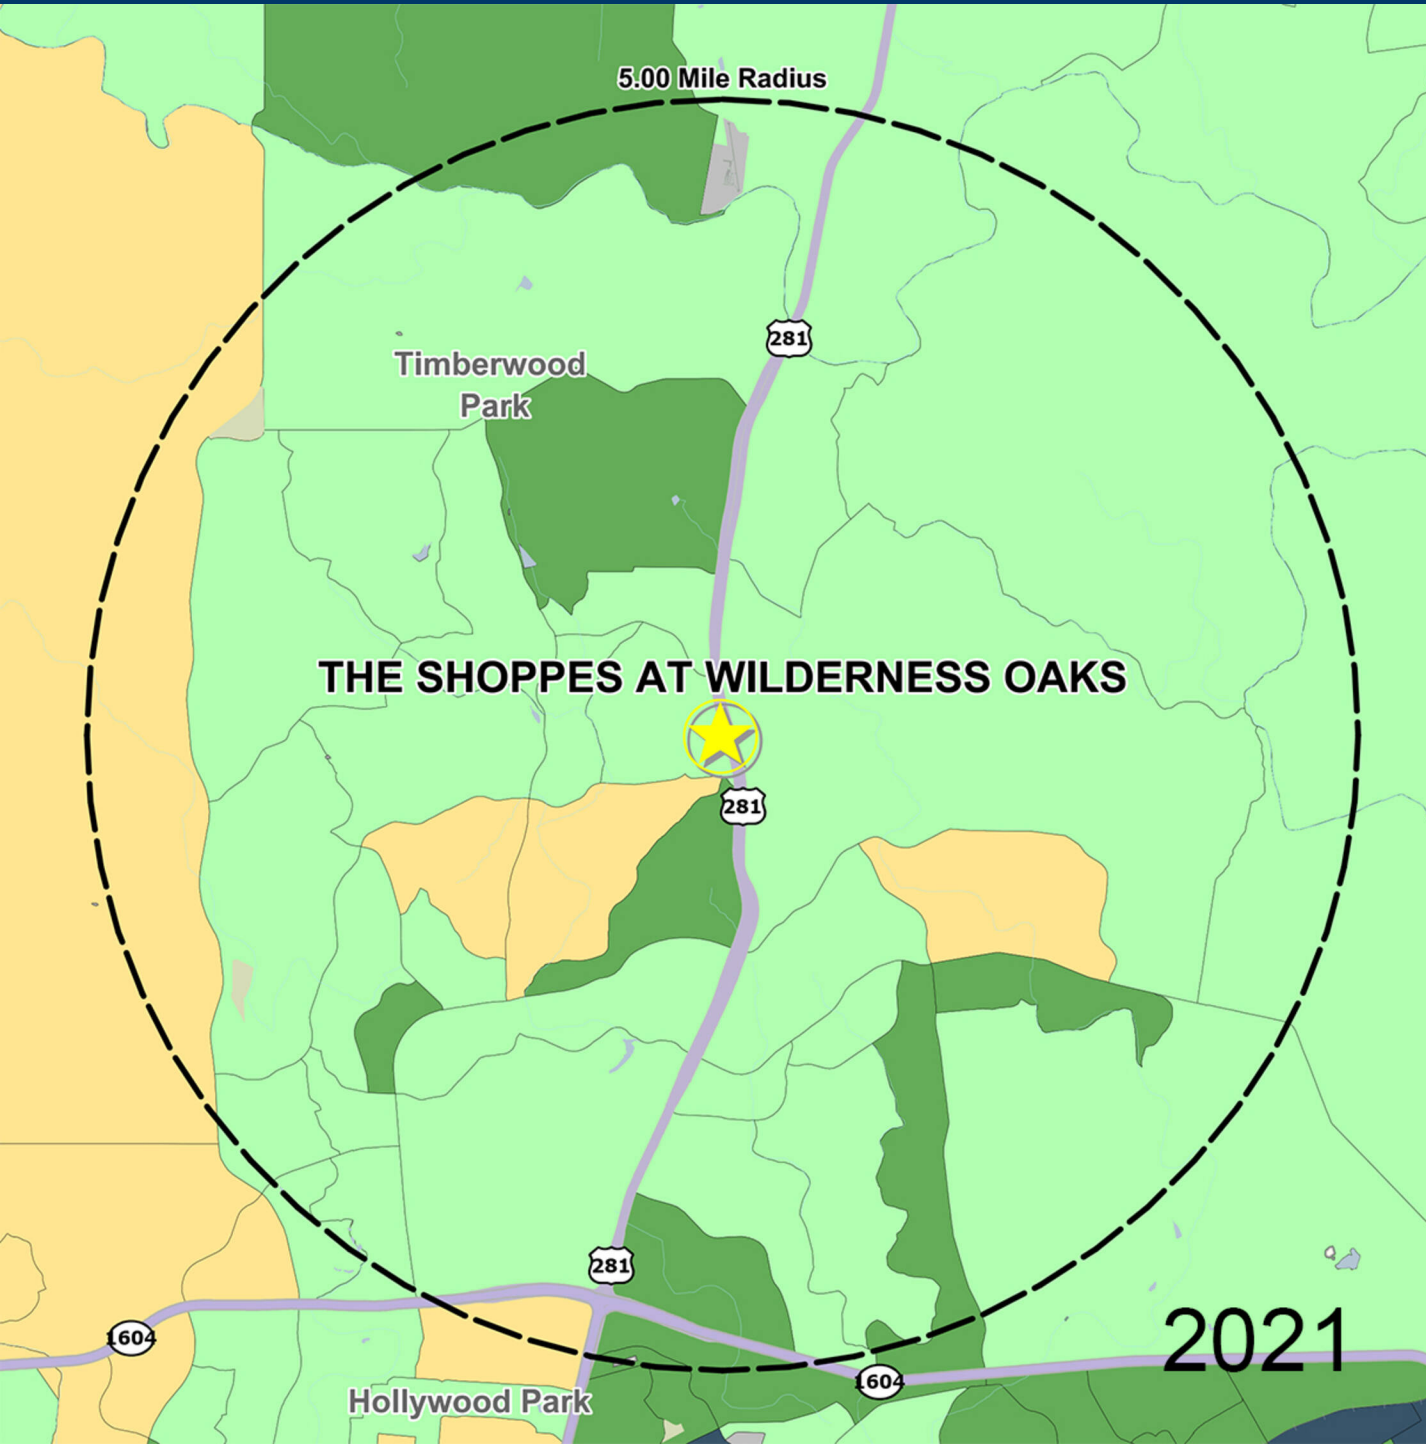 5.00 Mile Radius
281
Timberwood
Park
THE SHOPPES AT WILDERNESS OAKS
281
281
1604
2021
1604
Hollywood Park